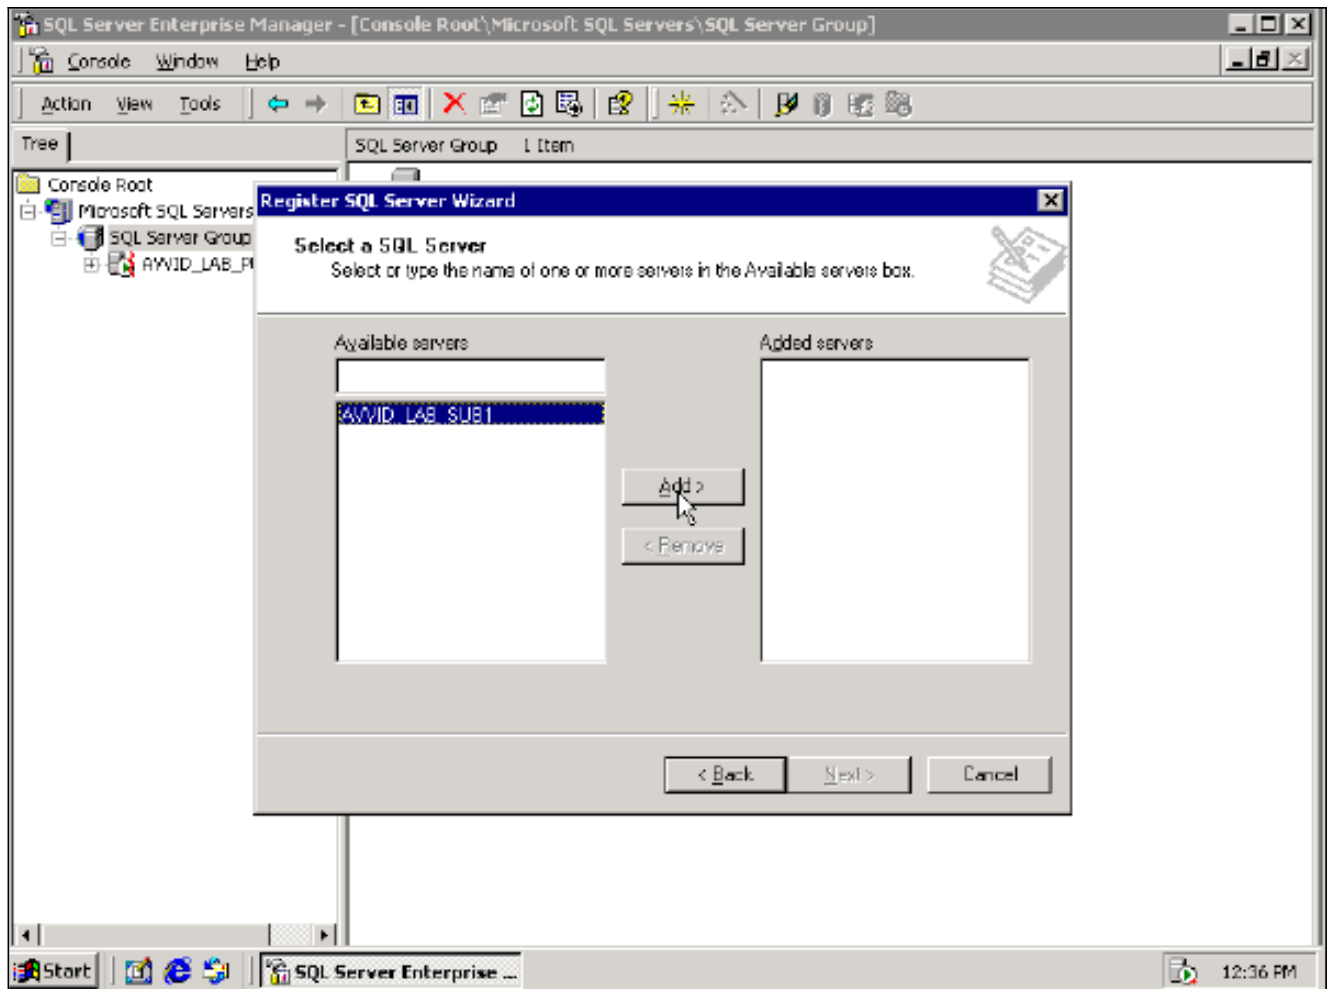 SQL Server Enterprise Manager - [Console Root\Microsoft SQL Servers\SQL Server Group]
Console Window Help
Action View Tools
Tree
SQL Server Group 1 Item
Console Root
Microsoft SQL Servers
SQL Server Group
AVVID_LAB_P
Register SQL Server Wizard
Select a SQL Server
Select or type the name of one or more servers in the Available servers box.
Available servers
Added servers
AVVID_LAB_SUB1
Add >
< Remove
< Back Next > Cancel
Start SQL Server Enterprise ... 12:36 PM